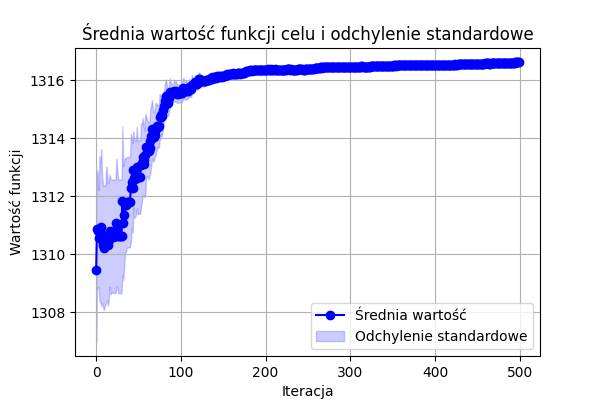 Średnia wartość funkcji celu i odchylenie standardowe
1316
1314
1312
1310
1308
Wartość funkcji
0 100 200 300 400 500
Iteracja
Średnia wartość
Odchylenie standardowe